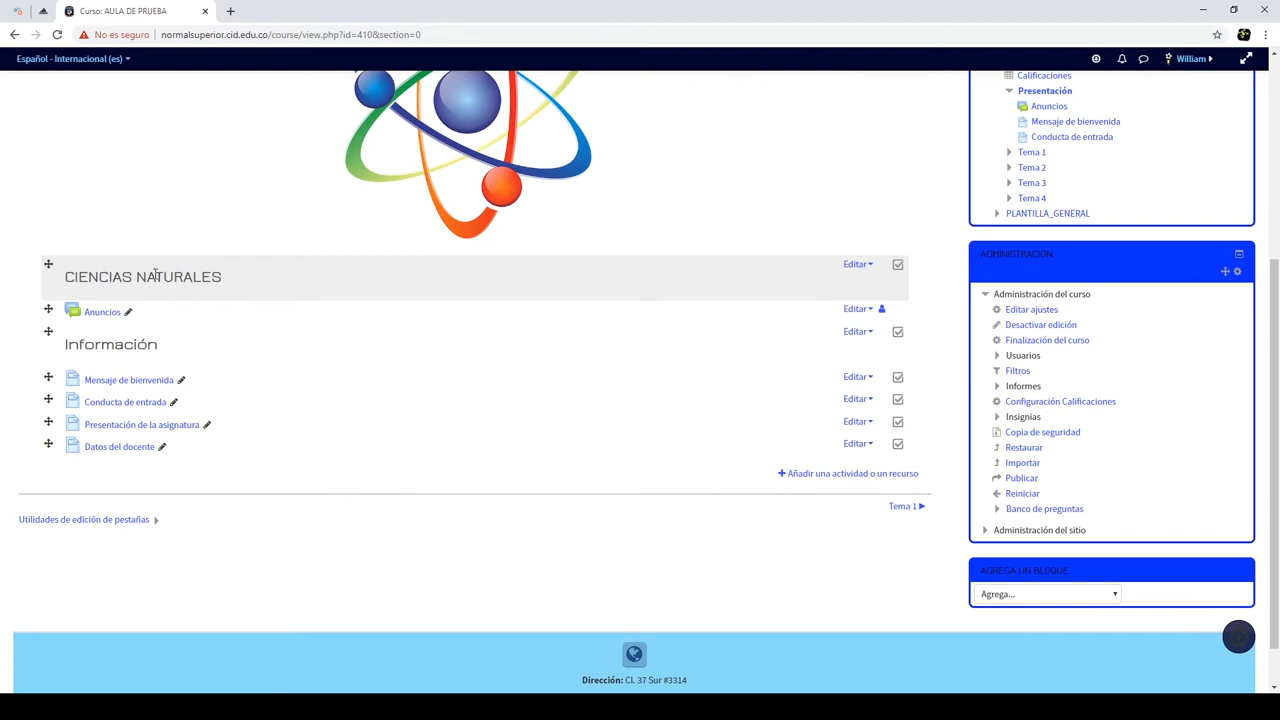 Curso: AULA DE PRUEBA
No es seguro
normalsuperior.cid.edu.co/course/view.php?id=410&section=0
Español - Internacional (es)
William
Calificaciones
Presentación
Anuncios
Mensaje de bienvenida
Conducta de entrada
Tema 1
Tema 2
Tema 3
Tema 4
PLANTILLA_GENERAL
CIENCIAS NATURALES
Editar
Anuncios
Editar
Información
Editar
Mensaje de bienvenida
Editar
Conducta de entrada
Editar
Presentación de la asignatura
Editar
Datos del docente
Editar
Añadir una actividad o un recurso
Tema 1
Utilidades de edición de pestañas
ADMINISTRACIÓN
Administración del curso
Editar ajustes
Desactivar edición
Finalización del curso
Usuarios
Filtros
Informes
Configuración Calificaciones
Insignias
Copia de seguridad
Restaurar
Importar
Publicar
Reiniciar
Banco de preguntas
Administración del sitio
AGREGA UN BLOQUE
Agrega...
Dirección: Cl. 37 Sur #3314